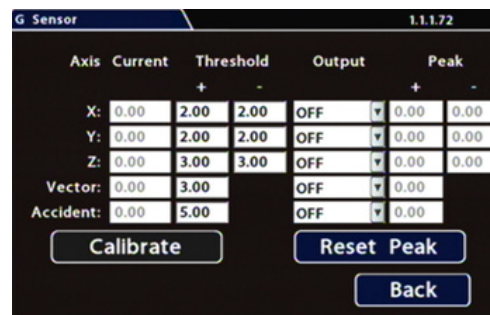 G Sensor 1.1.1.72
Axis Current Threshold Output Peak
+ - + -
X: 0.00 2.00 2.00 OFF 0.00 0.00
Y: 0.00 2.00 2.00 OFF 0.00 0.00
Z: 0.00 3.00 3.00 OFF 0.00 0.00
Vector: 0.00 3.00 OFF 0.00
Accident: 0.00 5.00 OFF 0.00
Calibrate Reset Peak
Back